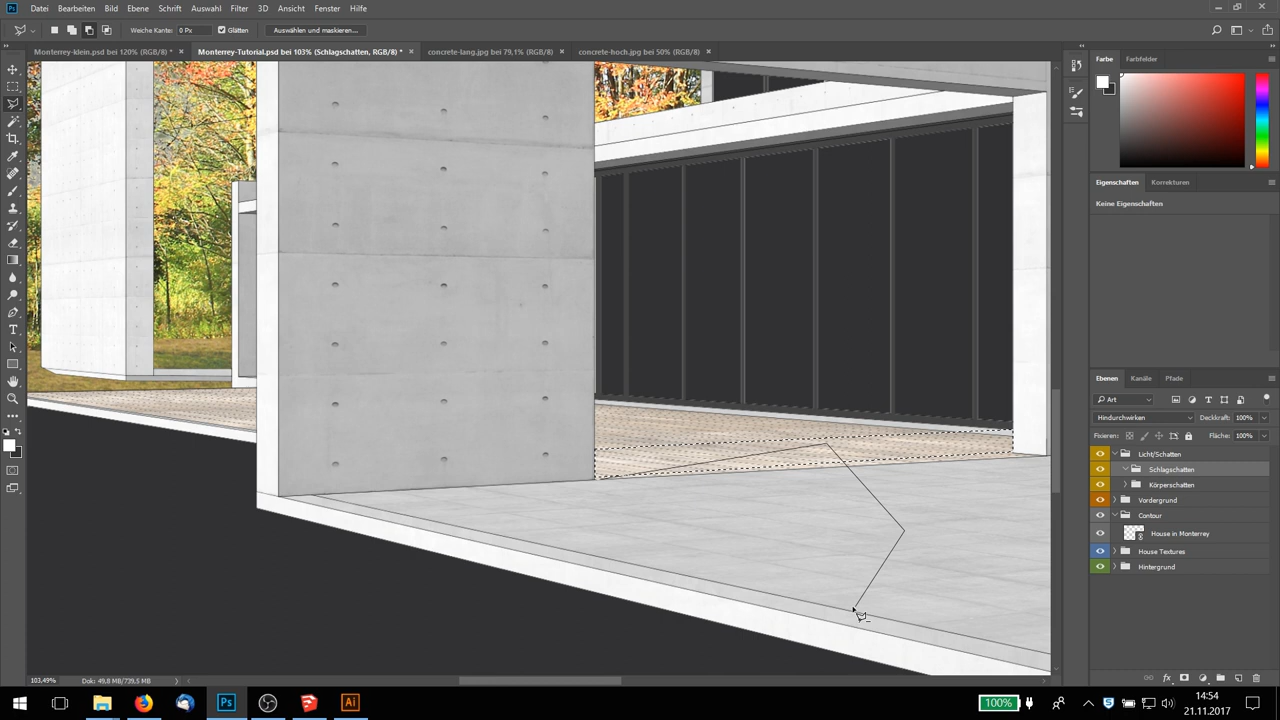 Ps Datei Bearbeiten Bild Ebene Schrift Auswahl Filter 3D Ansicht Fenster Hilfe
Weiche Kante: 0 Px Glätten Auswählen und maskieren...
Monterrey-klein.psd bei 120% (RGB/8) * × Monterrey-Tutorial.psd bei 103% (Schlagschatten, RGB/8) * × concrete-lang.jpg bei 79,1% (RGB/8) × concrete-hoch.jpg bei 50% (RGB/8) ×
Farbe Farbfelder
Eigenschaften Korrekturen
Keine Eigenschaften
Ebenen Kanäle Pfade
Art
Hindurchwirken Deckkraft: 100%
Fixieren: Fläche: 100%
Licht/Schatten
Schlagschatten
Körperschatten
Vordergrund
Contour
House in Monterrey
House Textures
Hintergrund
103,49% Dok: 49,8 MB/739,5 MB
fx
Ps Ai 100% 14:54
21.11.2017